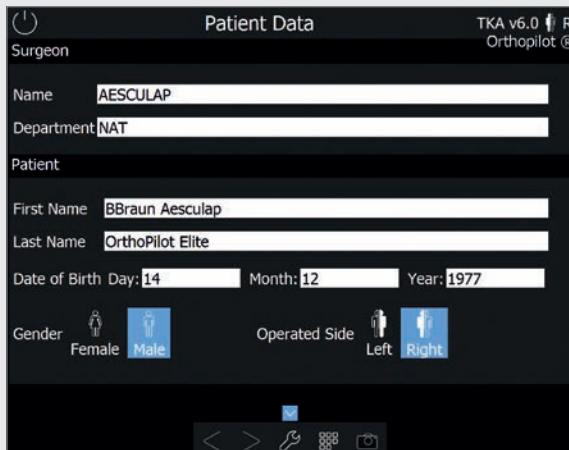 Patient Data
TKA v6.0 R
Orthopilot ®
Surgeon
Name AESCULAP
Department NAT
Patient
First Name BBraun Aesculap
Last Name OrthoPilot Elite
Date of Birth Day: 14 Month: 12 Year: 1977
Gender Female Male Operated Side Left Right